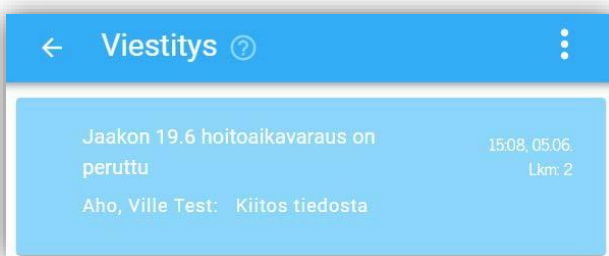 Viestitys ?
Jaakon 19.6 hoitoaikavaraus on
peruttu
15:08, 05.06.
Lkm: 2
Aho, Ville Test: Kiitos tiedosta